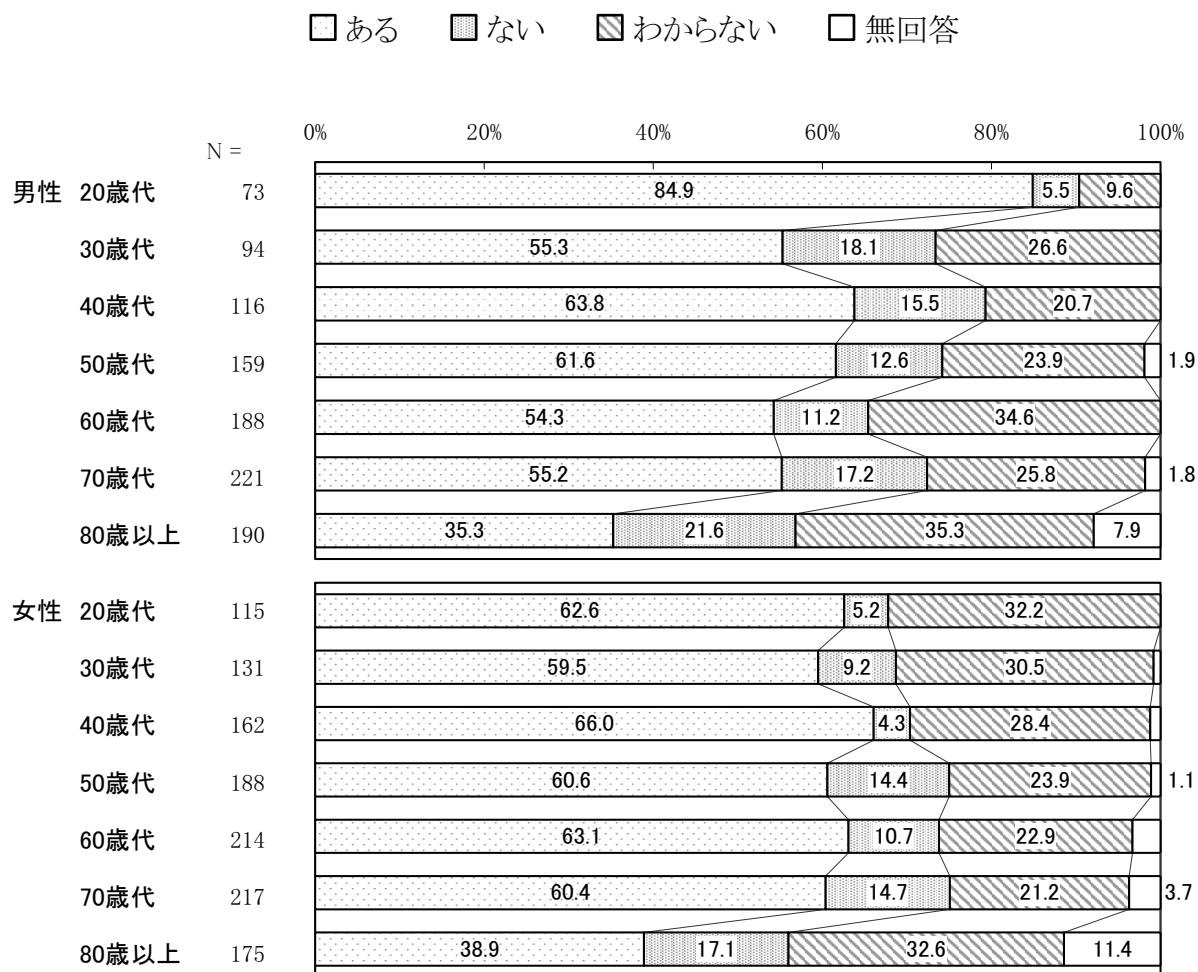 ある ない わからない 無回答
0% 20% 40% 60% 80% 100%
N =
男性 20歳代 73 84.9 5.5 9.6
30歳代 94 55.3 18.1 26.6
40歳代 116 63.8 15.5 20.7
50歳代 159 61.6 12.6 23.9 1.9
60歳代 188 54.3 11.2 34.6
70歳代 221 55.2 17.2 25.8 1.8
80歳以上 190 35.3 21.6 35.3 7.9
女性 20歳代 115 62.6 5.2 32.2
30歳代 131 59.5 9.2 30.5
40歳代 162 66.0 4.3 28.4
50歳代 188 60.6 14.4 23.9 1.1
60歳代 214 63.1 10.7 22.9
70歳代 217 60.4 14.7 21.2 3.7
80歳以上 175 38.9 17.1 32.6 11.4